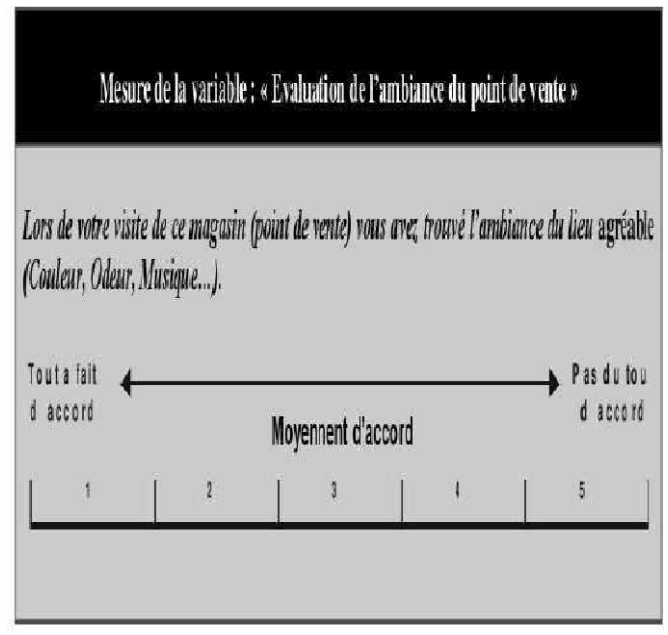 Mesure de la variable : « Evaluation de l'ambiance du point de vente »
Lors de votre visite de ce magasin (point de vente) vous avez trouvé l'ambiance du lieu agréable
(Couleur, Odeur, Musique...).
Tout a fait
d accord
Pas du tou
d accord
Moyennent d'accord
1 2 3 4 5